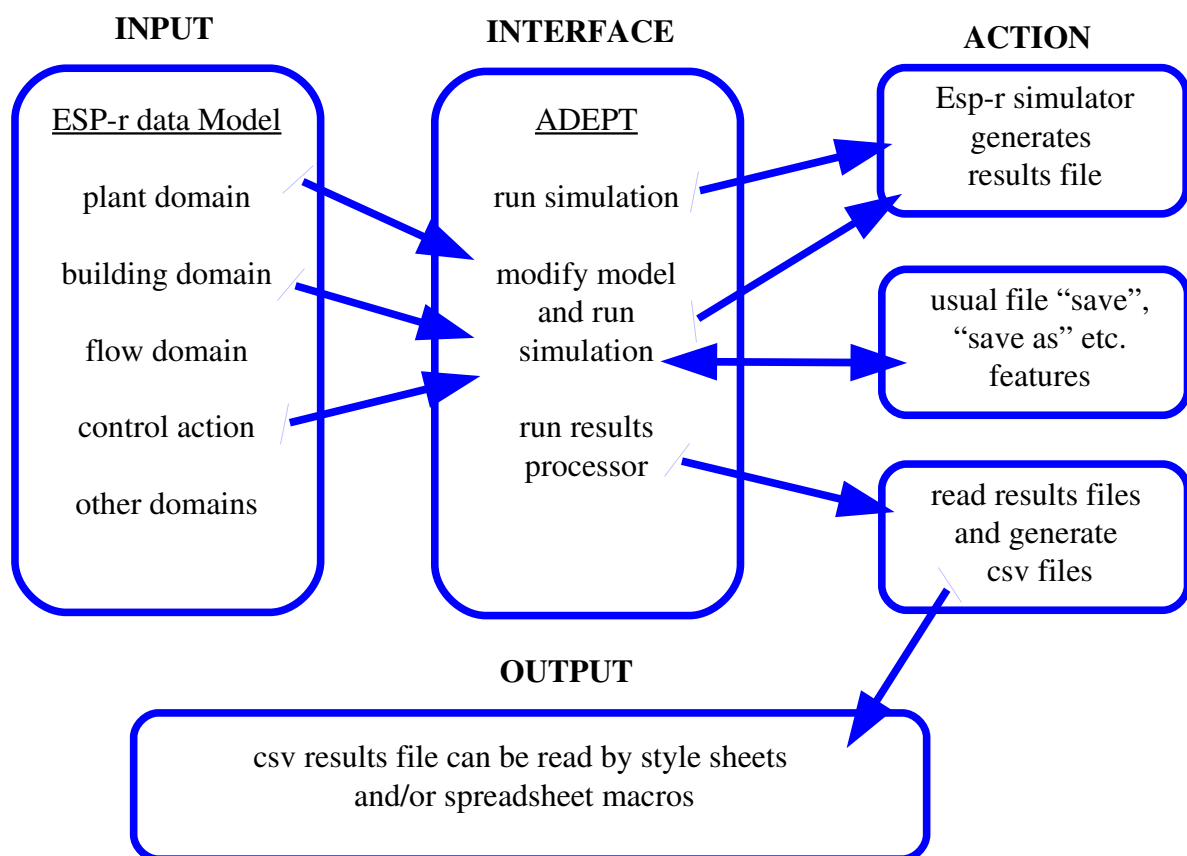 INPUT
ESP-r data Model
plant domain
building domain
flow domain
control action
other domains
INTERFACE
ADEPT
run simulation
modify model
and run
simulation
run results
processor
ACTION
Esp-r simulator
generates
results file
usual file “save”,
“save as” etc.
features
read results files
and generate
csv files
OUTPUT
csv results file can be read by style sheets
and/or spreadsheet macros